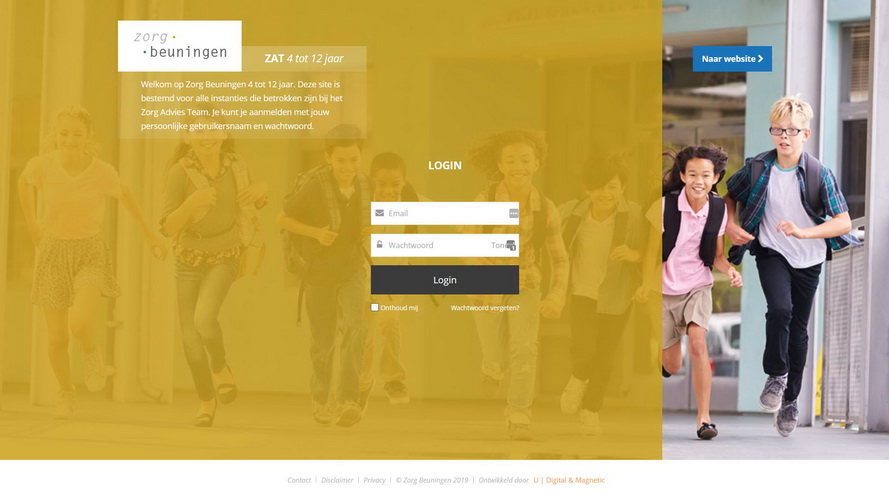 zorg
beuningen
ZAT 4 tot 12 jaar
Naar website
Welkom op Zorg Beuningen 4 tot 12 jaar. Deze site is
bestemd voor alle instanties die betrokken zijn bij het
Zorg Advies Team. Je kunt je aanmelden met jouw
persoonlijke gebruikersnaam en wachtwoord.
LOGIN
Email
Wachtwoord
Login
Onthoud mij Wachtwoord vergeten?
Contact | Disclaimer | Privacy | © Zorg Beuningen 2019 | Ontwikkeld door U | Digital & Magnetic